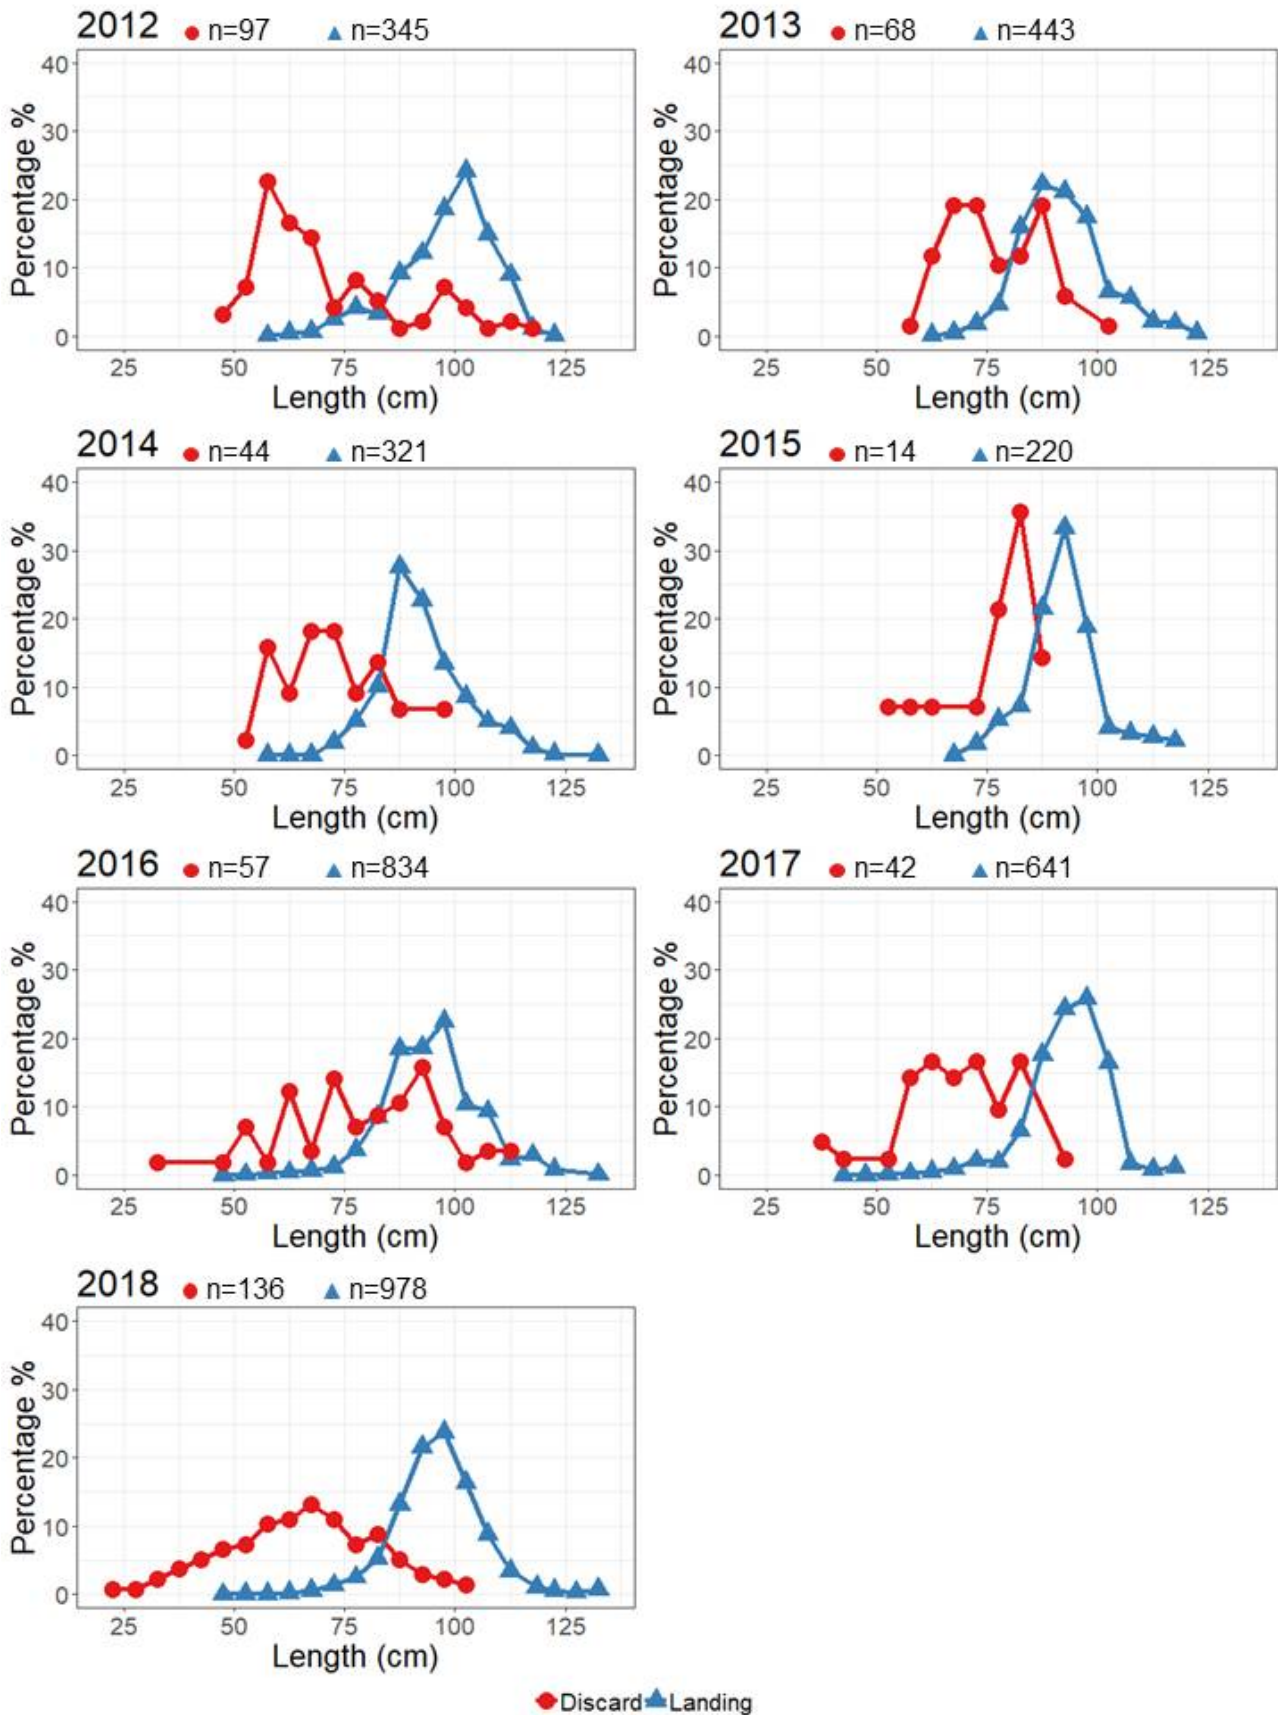 2012 n=97 n=345
40
30
20
10
0
Percentage %
25 50 75 100 125
Length (cm)
2013 n=68 n=443
40
30
20
10
0
Percentage %
25 50 75 100 125
Length (cm)
2014 n=44 n=321
40
30
20
10
0
Percentage %
25 50 75 100 125
Length (cm)
2015 n=14 n=220
40
30
20
10
0
Percentage %
25 50 75 100 125
Length (cm)
2016 n=57 n=834
40
30
20
10
0
Percentage %
25 50 75 100 125
Length (cm)
2017 n=42 n=641
40
30
20
10
0
Percentage %
25 50 75 100 125
Length (cm)
2018 n=136 n=978
40
30
20
10
0
Percentage %
25 50 75 100 125
Length (cm)
Discard Landing